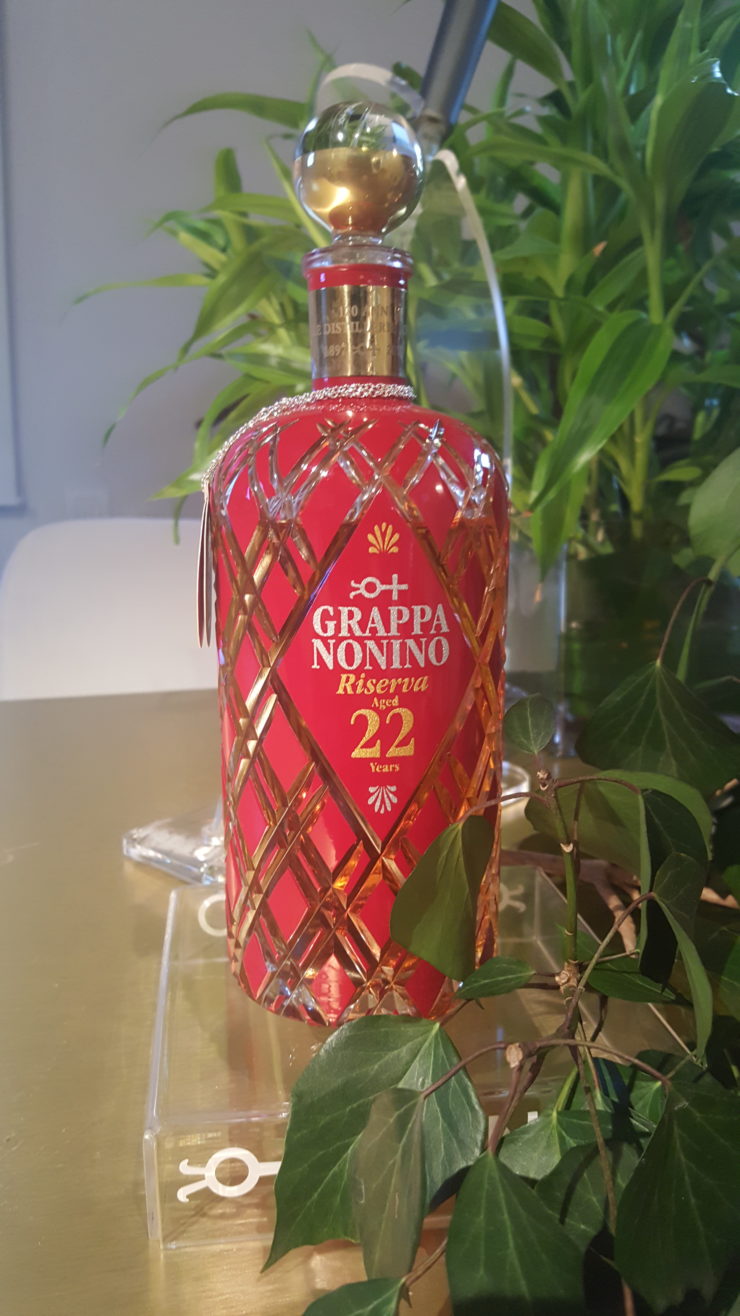 GRAPPA
NONINO
Riserva
Aged
22
Years